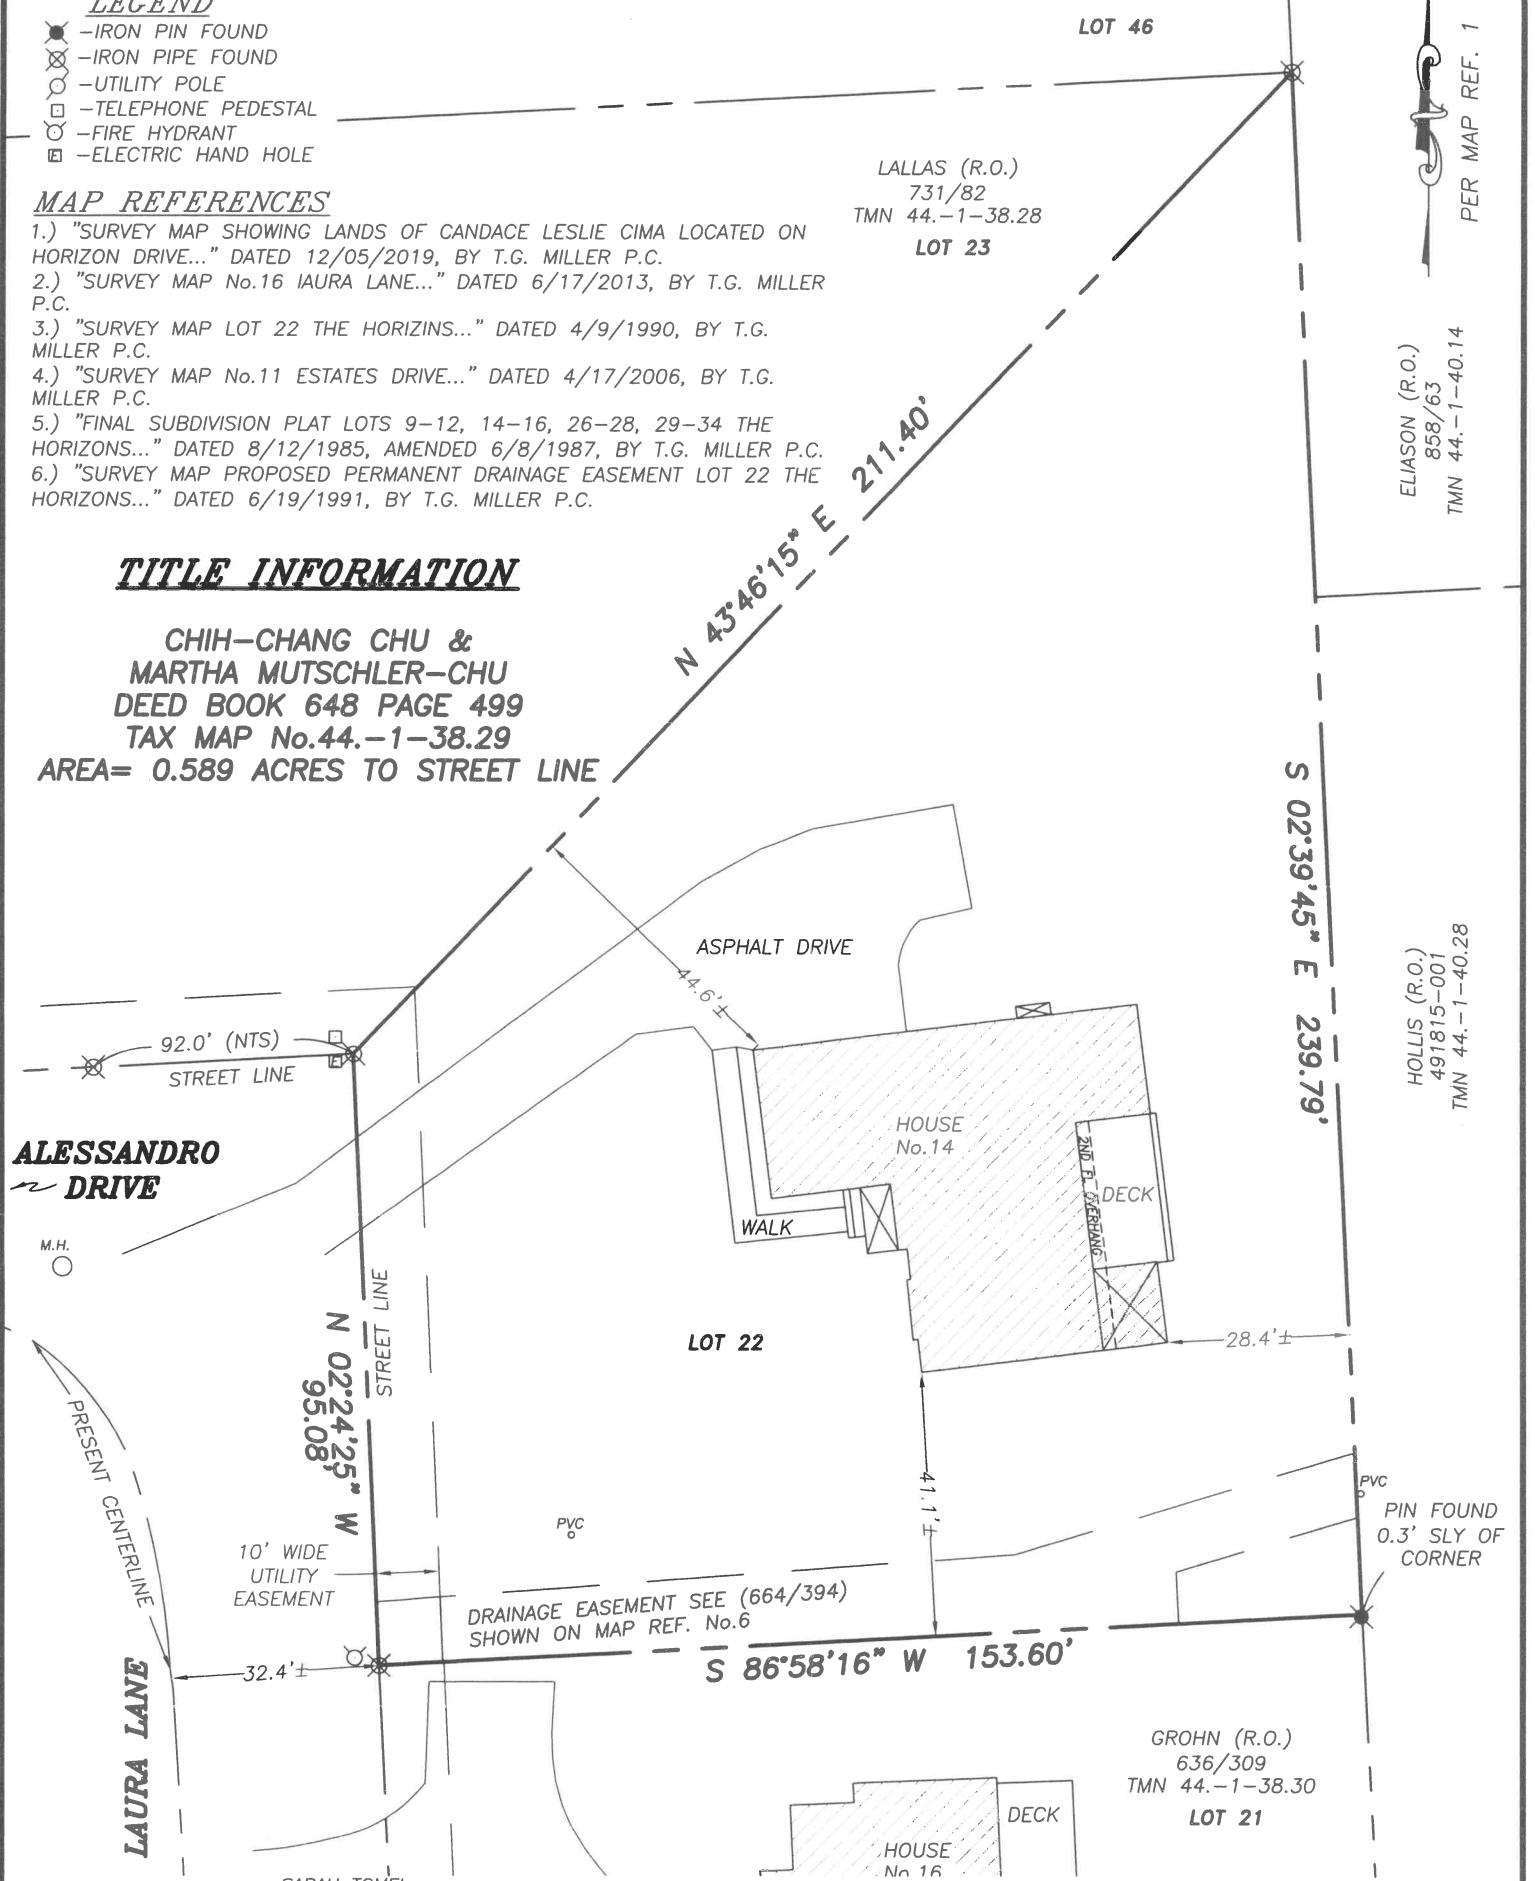 LEGEND
-IRON PIN FOUND
-IRON PIPE FOUND
-UTILITY POLE
-TELEPHONE PEDESTAL
-FIRE HYDRANT
E -ELECTRIC HAND HOLE
MAP REFERENCES
1.) "SURVEY MAP SHOWING LANDS OF CANDACE LESLIE CIMA LOCATED ON
HORIZON DRIVE..." DATED 12/05/2019, BY T.G. MILLER P.C.
2.) "SURVEY MAP No.16 lAURA LANE..." DATED 6/17/2013, BY T.G. MILLER
P.C.
3.) "SURVEY MAP LOT 22 THE HORIZINS..." DATED 4/9/1990, BY T.G.
MILLER P.C.
4.) "SURVEY MAP No.11 ESTATES DRIVE..." DATED 4/17/2006, BY T.G.
MILLER P.C.
5.) "FINAL SUBDIVISION PLAT LOTS 9-12, 14-16, 26-28, 29-34 THE
HORIZONS..." DATED 8/12/1985, AMENDED 6/8/1987, BY T.G. MILLER P.C.
6.) "SURVEY MAP PROPOSED PERMANENT DRAINAGE EASEMENT LOT 22 THE
HORIZONS..." DATED 6/19/1991, BY T.G. MILLER P.C.
TITLE INFORMATION
CHIH-CHANG CHU &
MARTHA MUTSCHLER-CHU
DEED BOOK 648 PAGE 499
TAX MAP No.44.-1-38.29
AREA= 0.589 ACRES TO STREET LINE
LOT 46
PER MAP REF. 1
LALLAS (R.O.)
731/82
TMN 44.-1-38.28
LOT 23
ELIASON (R.O.)
858/63
TMN 44.-1-40.14
N 43°46'15" E 211.40'
S 02°39'45" E 239.79'
HOLLIS (R.O.)
491815-001
TMN 44.-1-40.28
ASPHALT DRIVE
44.6'±
92.0' (NTS)
E
STREET LINE
ALESSANDRO
DRIVE
M.H.
HOUSE
No.14
2ND FL. OVERHANG
DECK
WALK
STREET LINE
N 02°24'25" W
95.08'
LOT 22
28.4'±
41.1'±
PRESENT CENTERLINE
PVC
PVC
PIN FOUND
0.3' SLY OF
CORNER
10' WIDE
UTILITY
EASEMENT
DRAINAGE EASEMENT SEE (664/394)
SHOWN ON MAP REF. No.6
32.4'±
S 86°58'16" W 153.60'
LAURA LANE
GROHN (R.O.)
636/309
TMN 44.-1-38.30
LOT 21
DECK
HOUSE
No.16